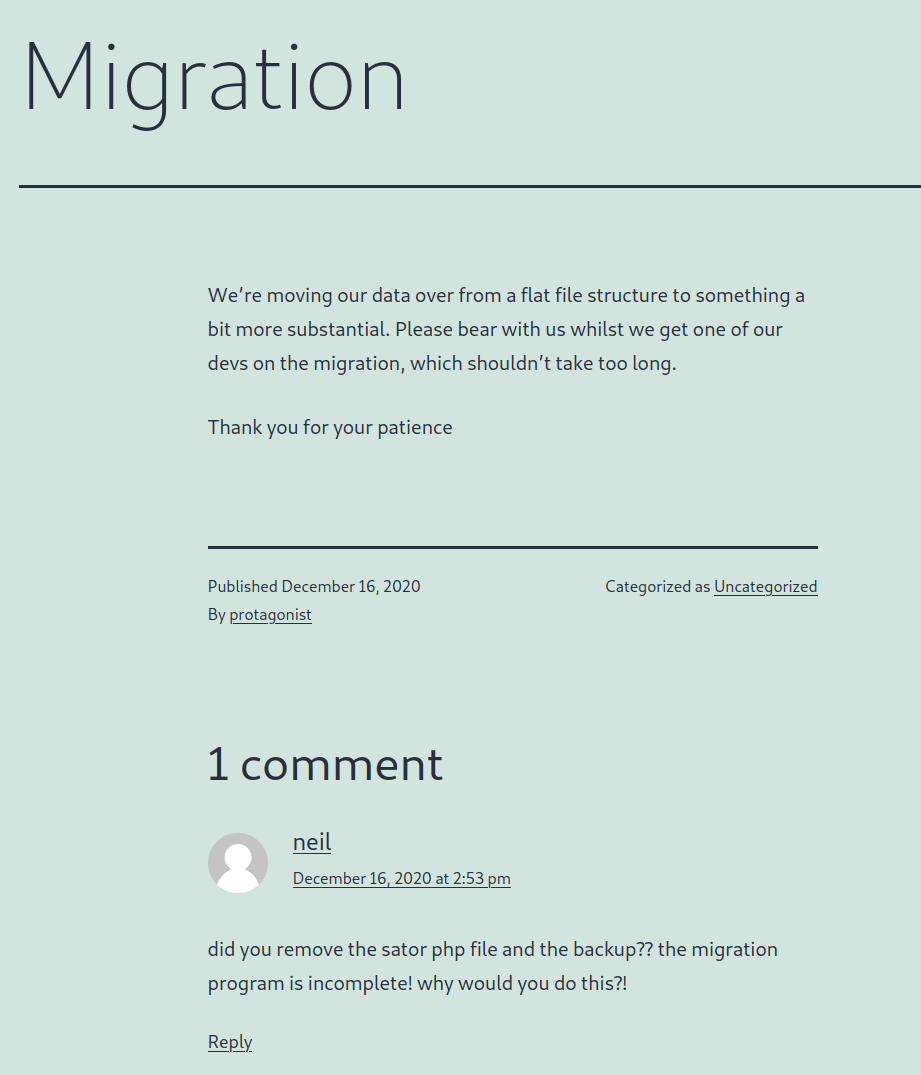 Migration
We’re moving our data over from a flat file structure to something a
bit more substantial. Please bear with us whilst we get one of our
devs on the migration, which shouldn’t take too long.
Thank you for your patience
Published December 16, 2020
By protagonist
Categorized as Uncategorized
1 comment
neil
December 16, 2020 at 2:53 pm
did you remove the sator php file and the backup?? the migration
program is incomplete! why would you do this?!
Reply